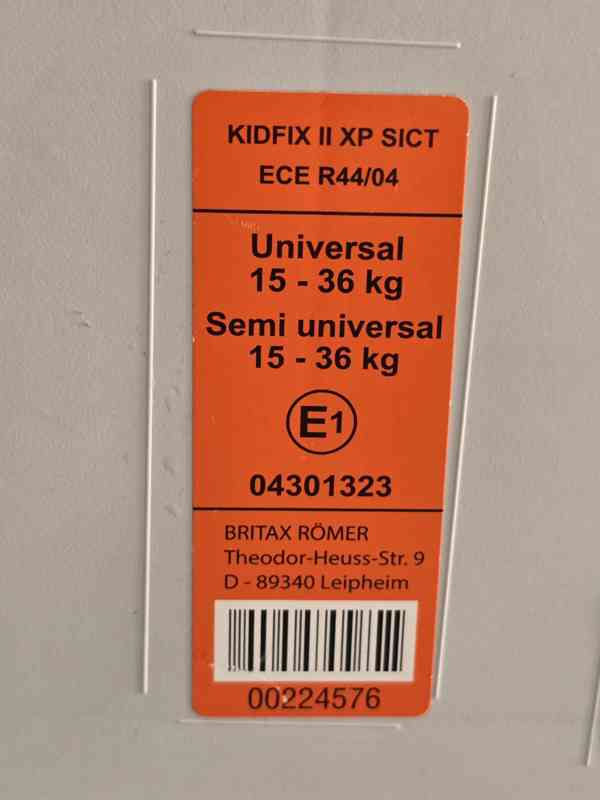 KIDFIX II XP SICT
ECE R44/04
Universal
15 - 36 kg
Semi universal
15 - 36 kg
E1
04301323
BRITAX RÖMER
Theodor-Heuss-Str. 9
D - 89340 Leipheim
00224576